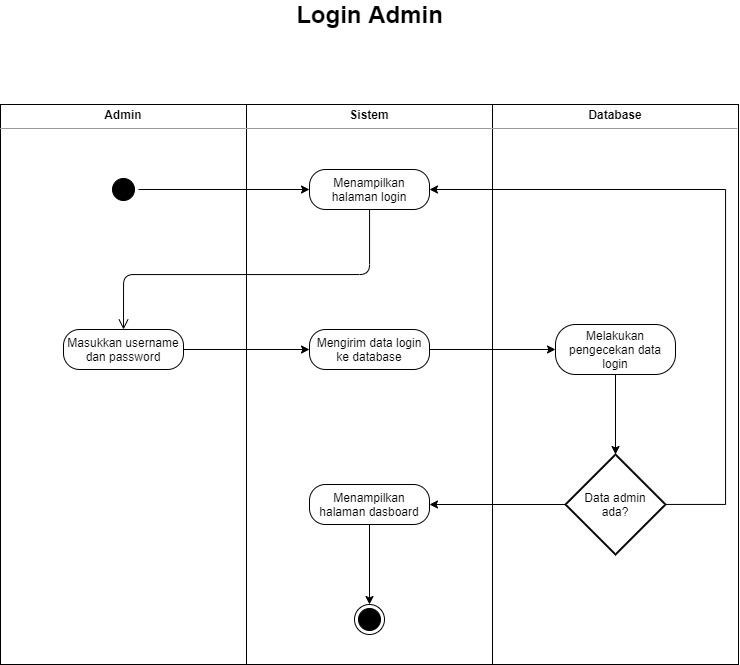 Login Admin
Admin
Sistem
Database
Menampilkan
halaman login
Masukkan username
dan password
Mengirim data login
ke database
Melakukan
pengecekan data
login
Menampilkan
halaman dasboard
Data admin
ada?